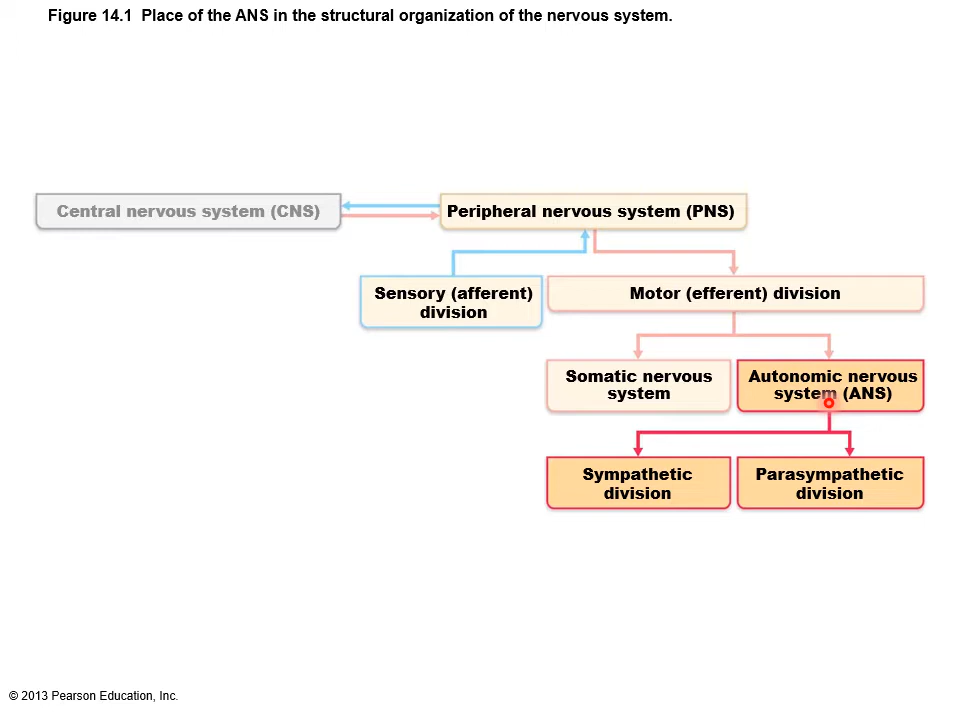 Figure 14.1 Place of the ANS in the structural organization of the nervous system.
Central nervous system (CNS)
Peripheral nervous system (PNS)
Sensory (afferent)
division
Motor (efferent) division
Somatic nervous
system
Autonomic nervous
system (ANS)
Sympathetic
division
Parasympathetic
division
© 2013 Pearson Education, Inc.